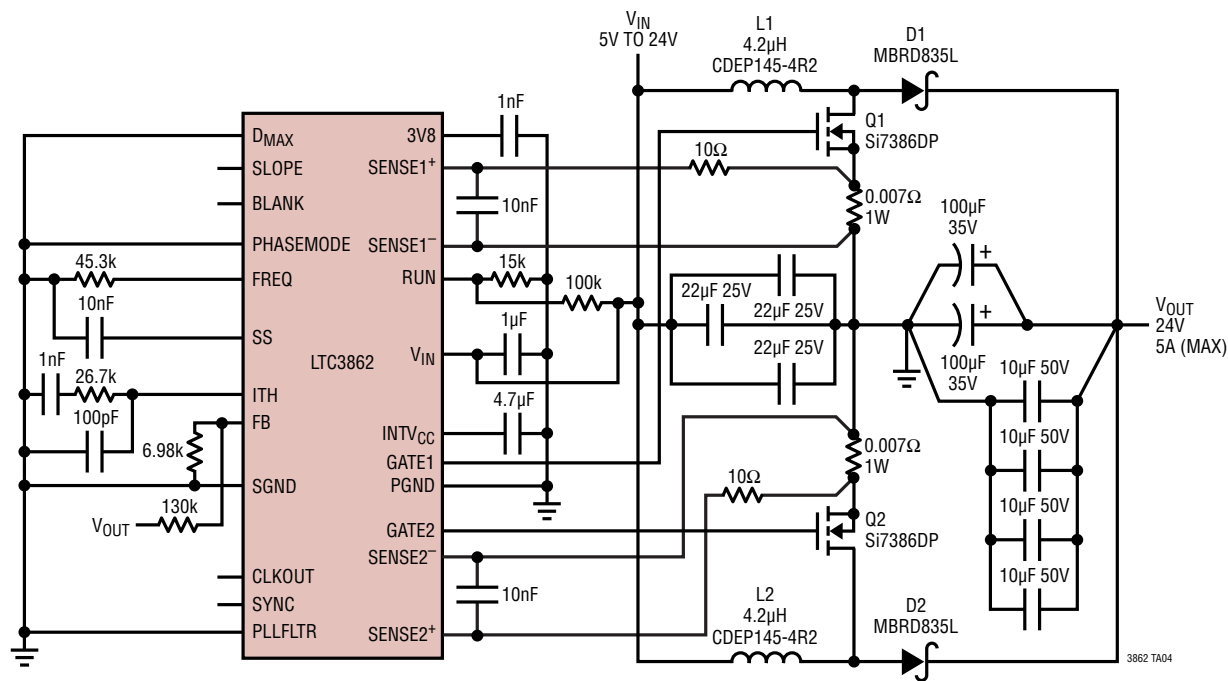 V_IN
5V TO 24V
L1
4.2µH
CDEP145-4R2
D1
MBRD835L
1nF
D_MAX
3V8
Q1
Si7386DP
SLOPE
SENSE1+
10Ω
BLANK
10nF
0.007Ω
1W
PHASEMODE
SENSE1–
100µF
35V
45.3k
FREQ
RUN
15k
100k
10nF
22µF 25V
22µF 25V
SS
1µF
V_IN
V_OUT
24V
5A (MAX)
1nF
LTC3862
22µF 25V
100µF
35V
26.7k
ITH
10µF 50V
100pF
FB
4.7µF
INTV_CC
6.98k
GATE1
0.007Ω
1W
10µF 50V
SGND
PGND
10Ω
130k
V_OUT
GATE2
Q2
Si7386DP
10µF 50V
SENSE2–
CLKOUT
10nF
10µF 50V
SYNC
L2
4.2µH
CDEP145-4R2
D2
MBRD835L
PLLFLTR
SENSE2+
3862 TA04